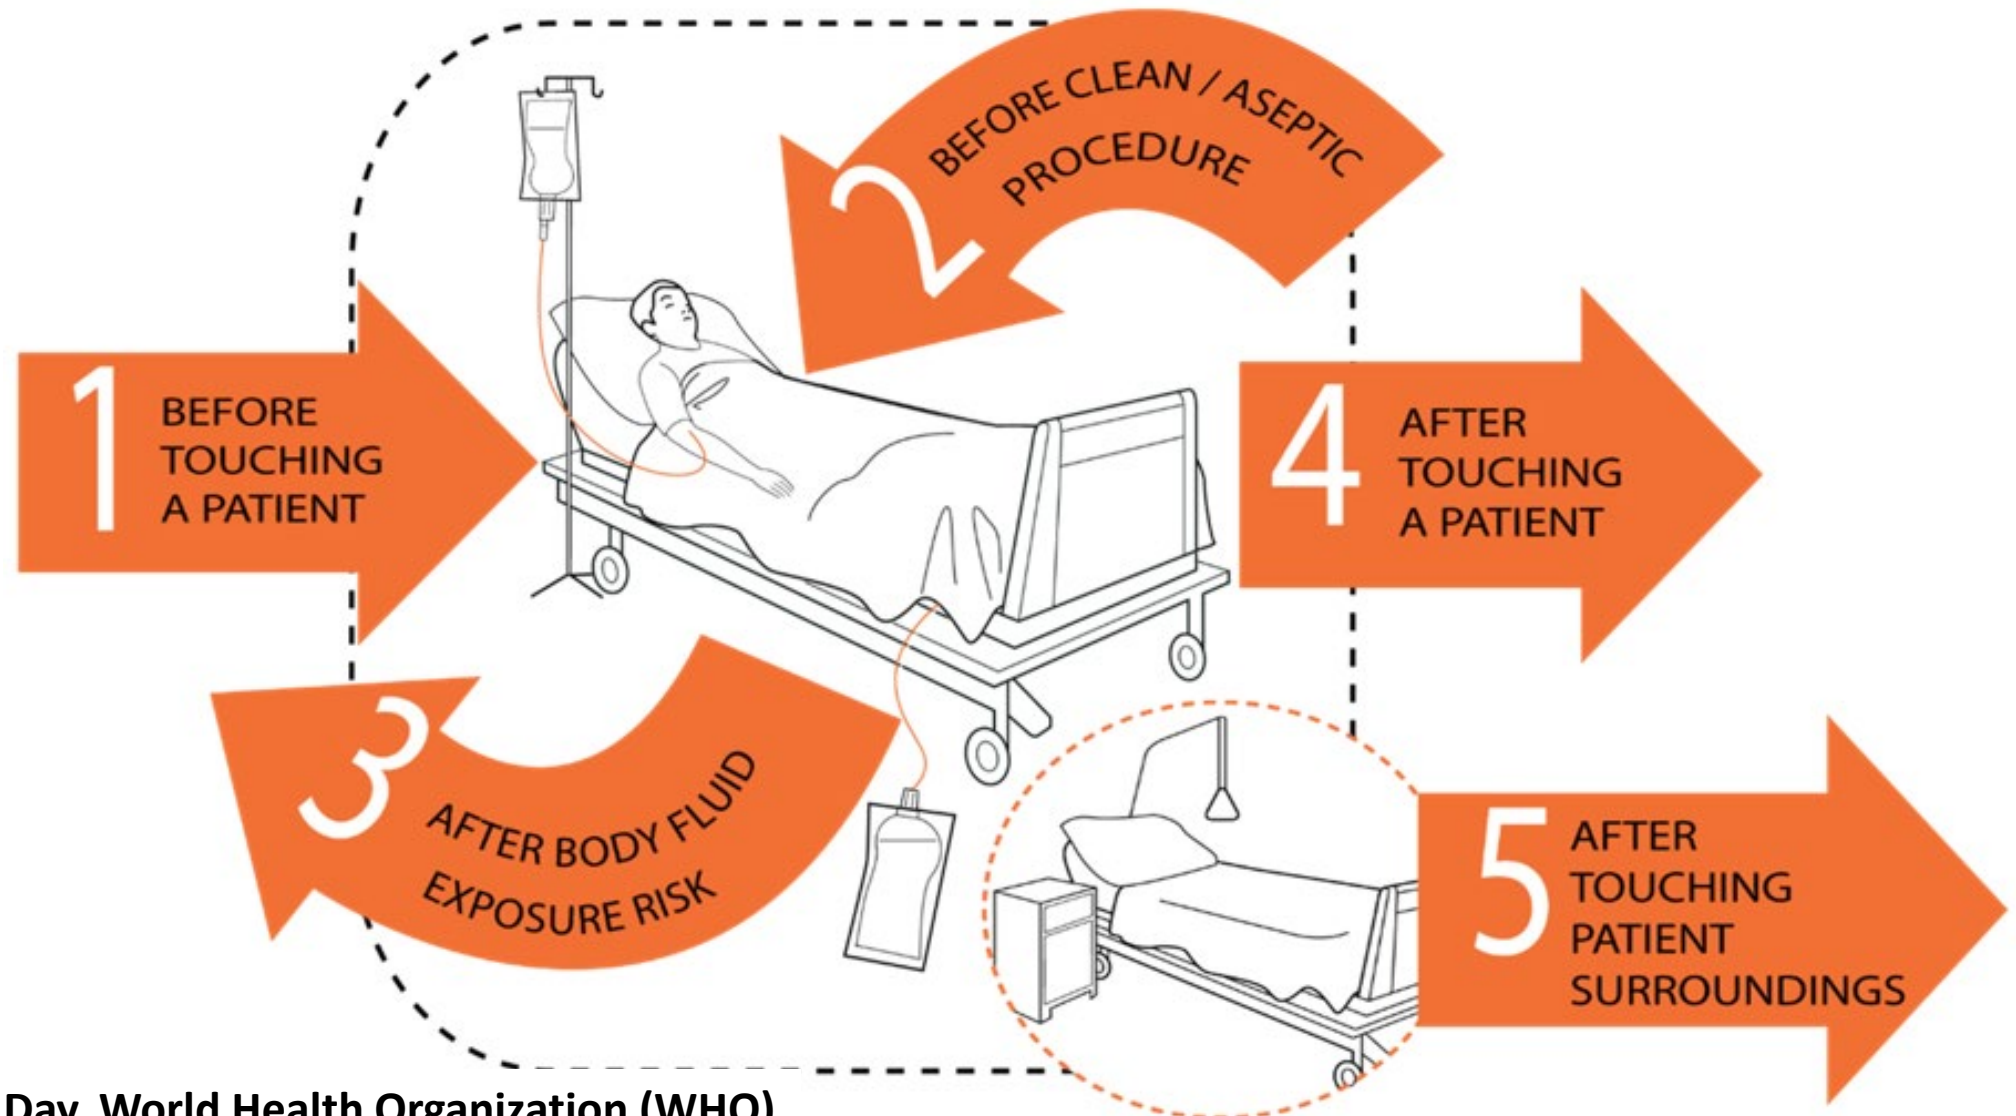 1
BEFORE
TOUCHING
A PATIENT
2
BEFORE CLEAN / ASEPTIC
PROCEDURE
3
AFTER BODY FLUID
EXPOSURE RISK
4
AFTER
TOUCHING
A PATIENT
5
AFTER
TOUCHING
PATIENT
SURROUNDINGS
Day, World Health Organization (WHO)